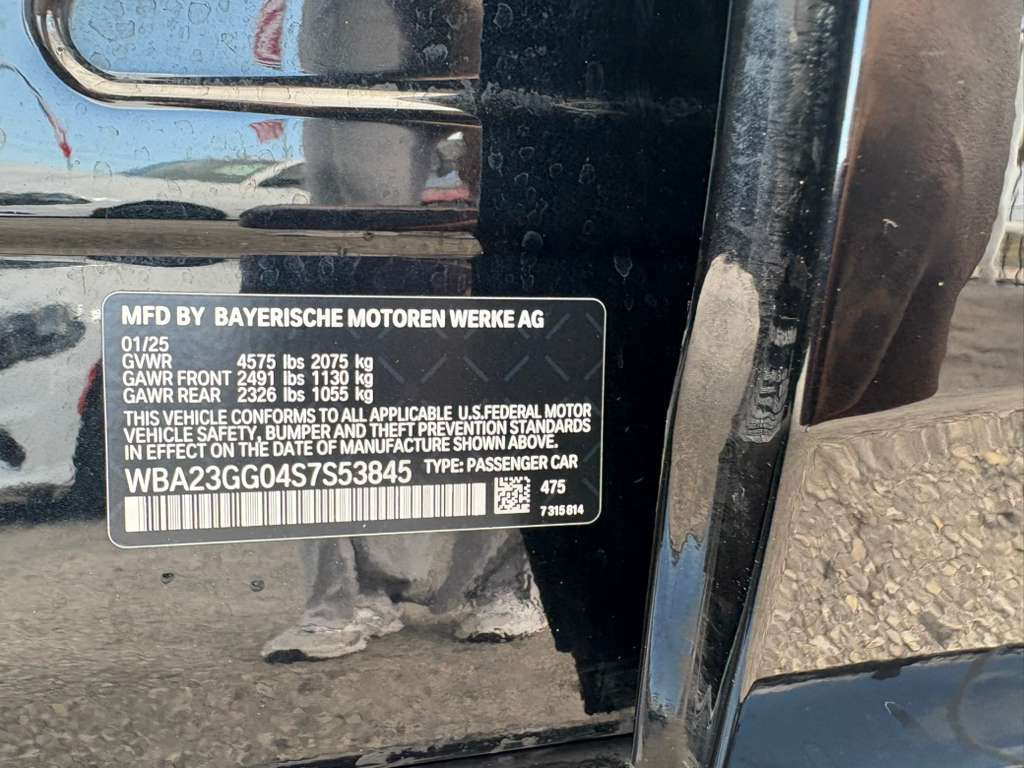 MFD BY BAYERISCHE MOTOREN WERKE AG
01/25
GVWR 4575 lbs 2075 kg
GAWR FRONT 2491 lbs 1130 kg
GAWR REAR 2326 lbs 1055 kg
THIS VEHICLE CONFORMS TO ALL APPLICABLE U.S.FEDERAL MOTOR
VEHICLE SAFETY, BUMPER AND THEFT PREVENTION STANDARDS
IN EFFECT ON THE DATE OF MANUFACTURE SHOWN ABOVE.
WBA23GG04S7S53845 TYPE: PASSENGER CAR
475
7315814